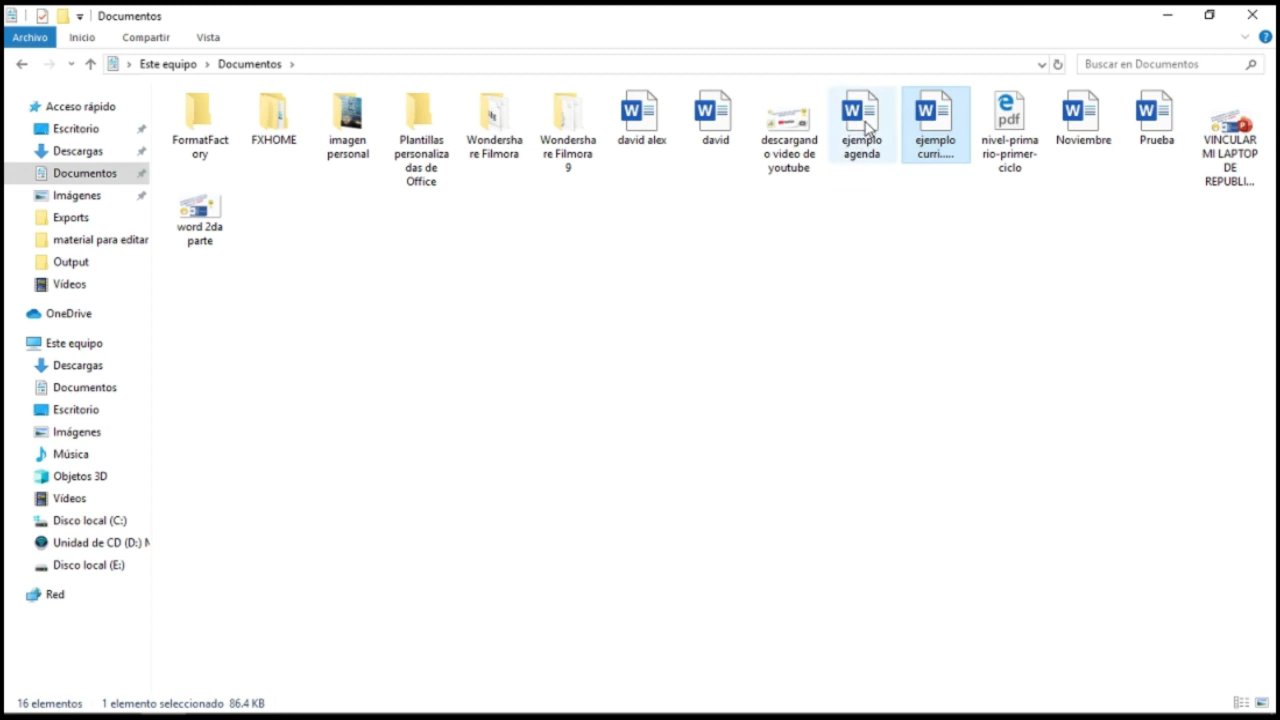 Documentos
Archivo Inicio Compartir Vista
Este equipo > Documentos >
Buscar en Documentos
Acceso rápido
Escritorio
Descargas
Documentos
Imágenes
Exports
material para editar
Output
Vídeos
OneDrive
Este equipo
Descargas
Documentos
Escritorio
Imágenes
Música
Objetos 3D
Vídeos
Disco local (C:)
Unidad de CD (D:) M
Disco local (E:)
Red
FormatFact
ory
FXHOME
imagen
personal
Plantillas
personaliza
das de
Office
Wondersha
re Filmora
Wondersha
re Filmora
9
david alex
david
descargand
o video de
youtube
ejemplo
agenda
ejemplo
curri.....
pdf
nivel-prima
rio-primer-
ciclo
Noviembre
Prueba
VINCULAR
MI LAPTOP
DE
REPUBLI...
word 2da
parte
16 elementos
1 elemento seleccionado 86.4 KB